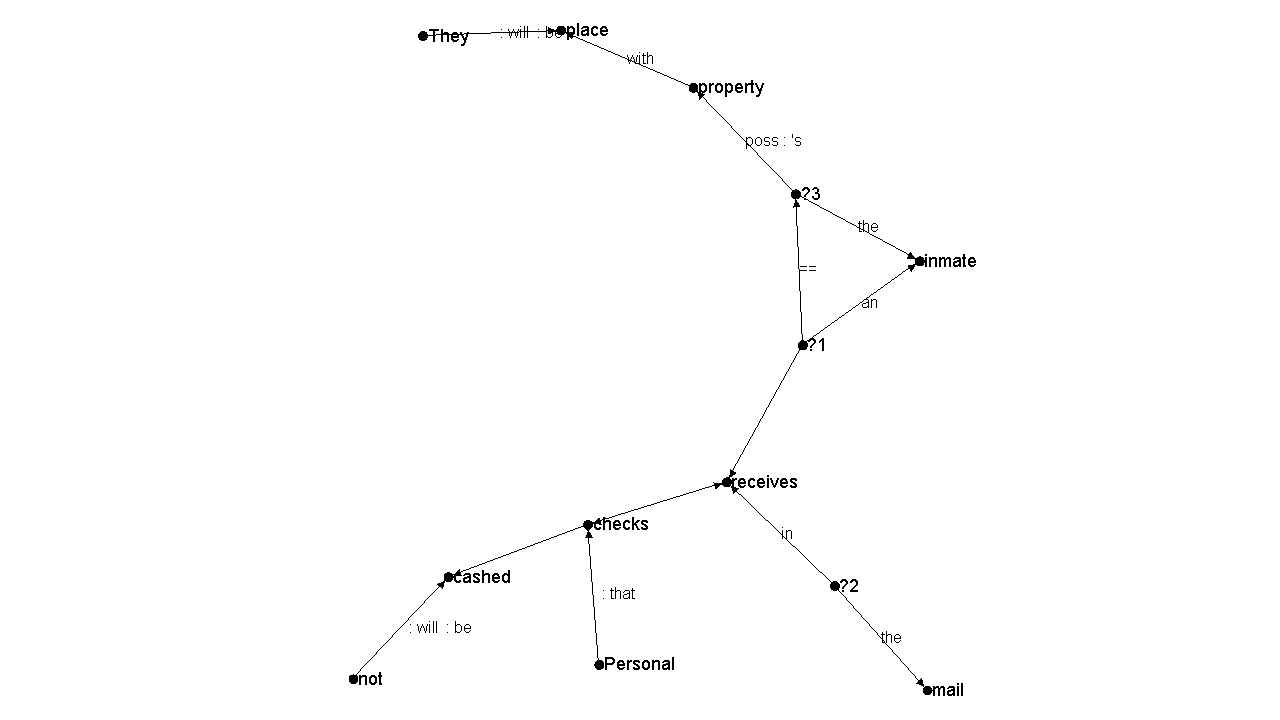 They
: will : be
place
with
property
poss : 's
?3
the
inmate
==
an
?1
receives
checks
in
cashed
?2
: that
: will : be
the
Personal
not
mail